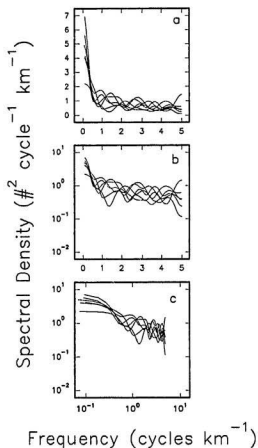 Spectral Density (#² cycle⁻¹ km⁻¹)
a
7
6
5
4
3
2
1
0
0 1 2 3 4 5
b
10¹
10⁰
10⁻¹
10⁻²
0 1 2 3 4 5
c
10¹
10⁰
10⁻¹
10⁻²
10⁻¹ 10⁰ 10¹
Frequency (cycles km⁻¹)